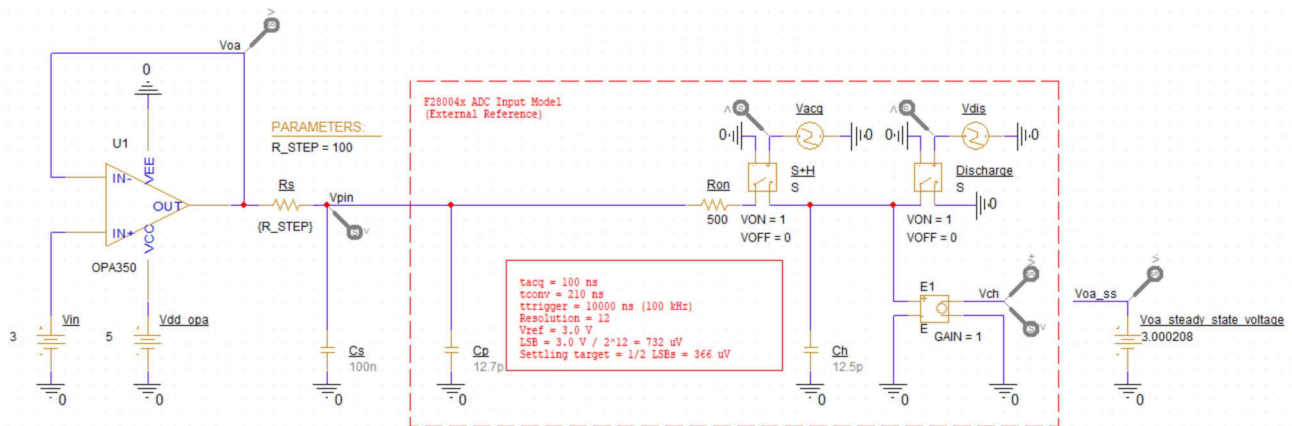 Voa
V
0
U1
VEE
IN-
OUT
IN+
VCC
OPA350
PARAMETERS:
R_STEP = 100
Rs
{R_STEP}
Vpin
V
3
Vin
5
Vdd_opa
0
0
Cs
100n
0
F28004x ADC Input Model
(External Reference)
Cp
12.7p
0
tacq = 100 ns
tconv = 210 ns
ttrigger = 10000 ns (100 kHz)
Resolution = 12
Vref = 3.0 V
LSB = 3.0 V / 2^12 = 732 uV
Settling target = 1/2 LSBs = 366 uV
Ron
500
V
Vacq
0
0
S+H
S
VON = 1
VOFF = 0
V
Vdis
0
0
Discharge
S
0
VON = 1
VOFF = 0
Ch
12.5p
0
E1
E
GAIN = 1
0
0
Vch
V+
V
Voa_ss
V-
Voa_steady_state_voltage
3.000208
0